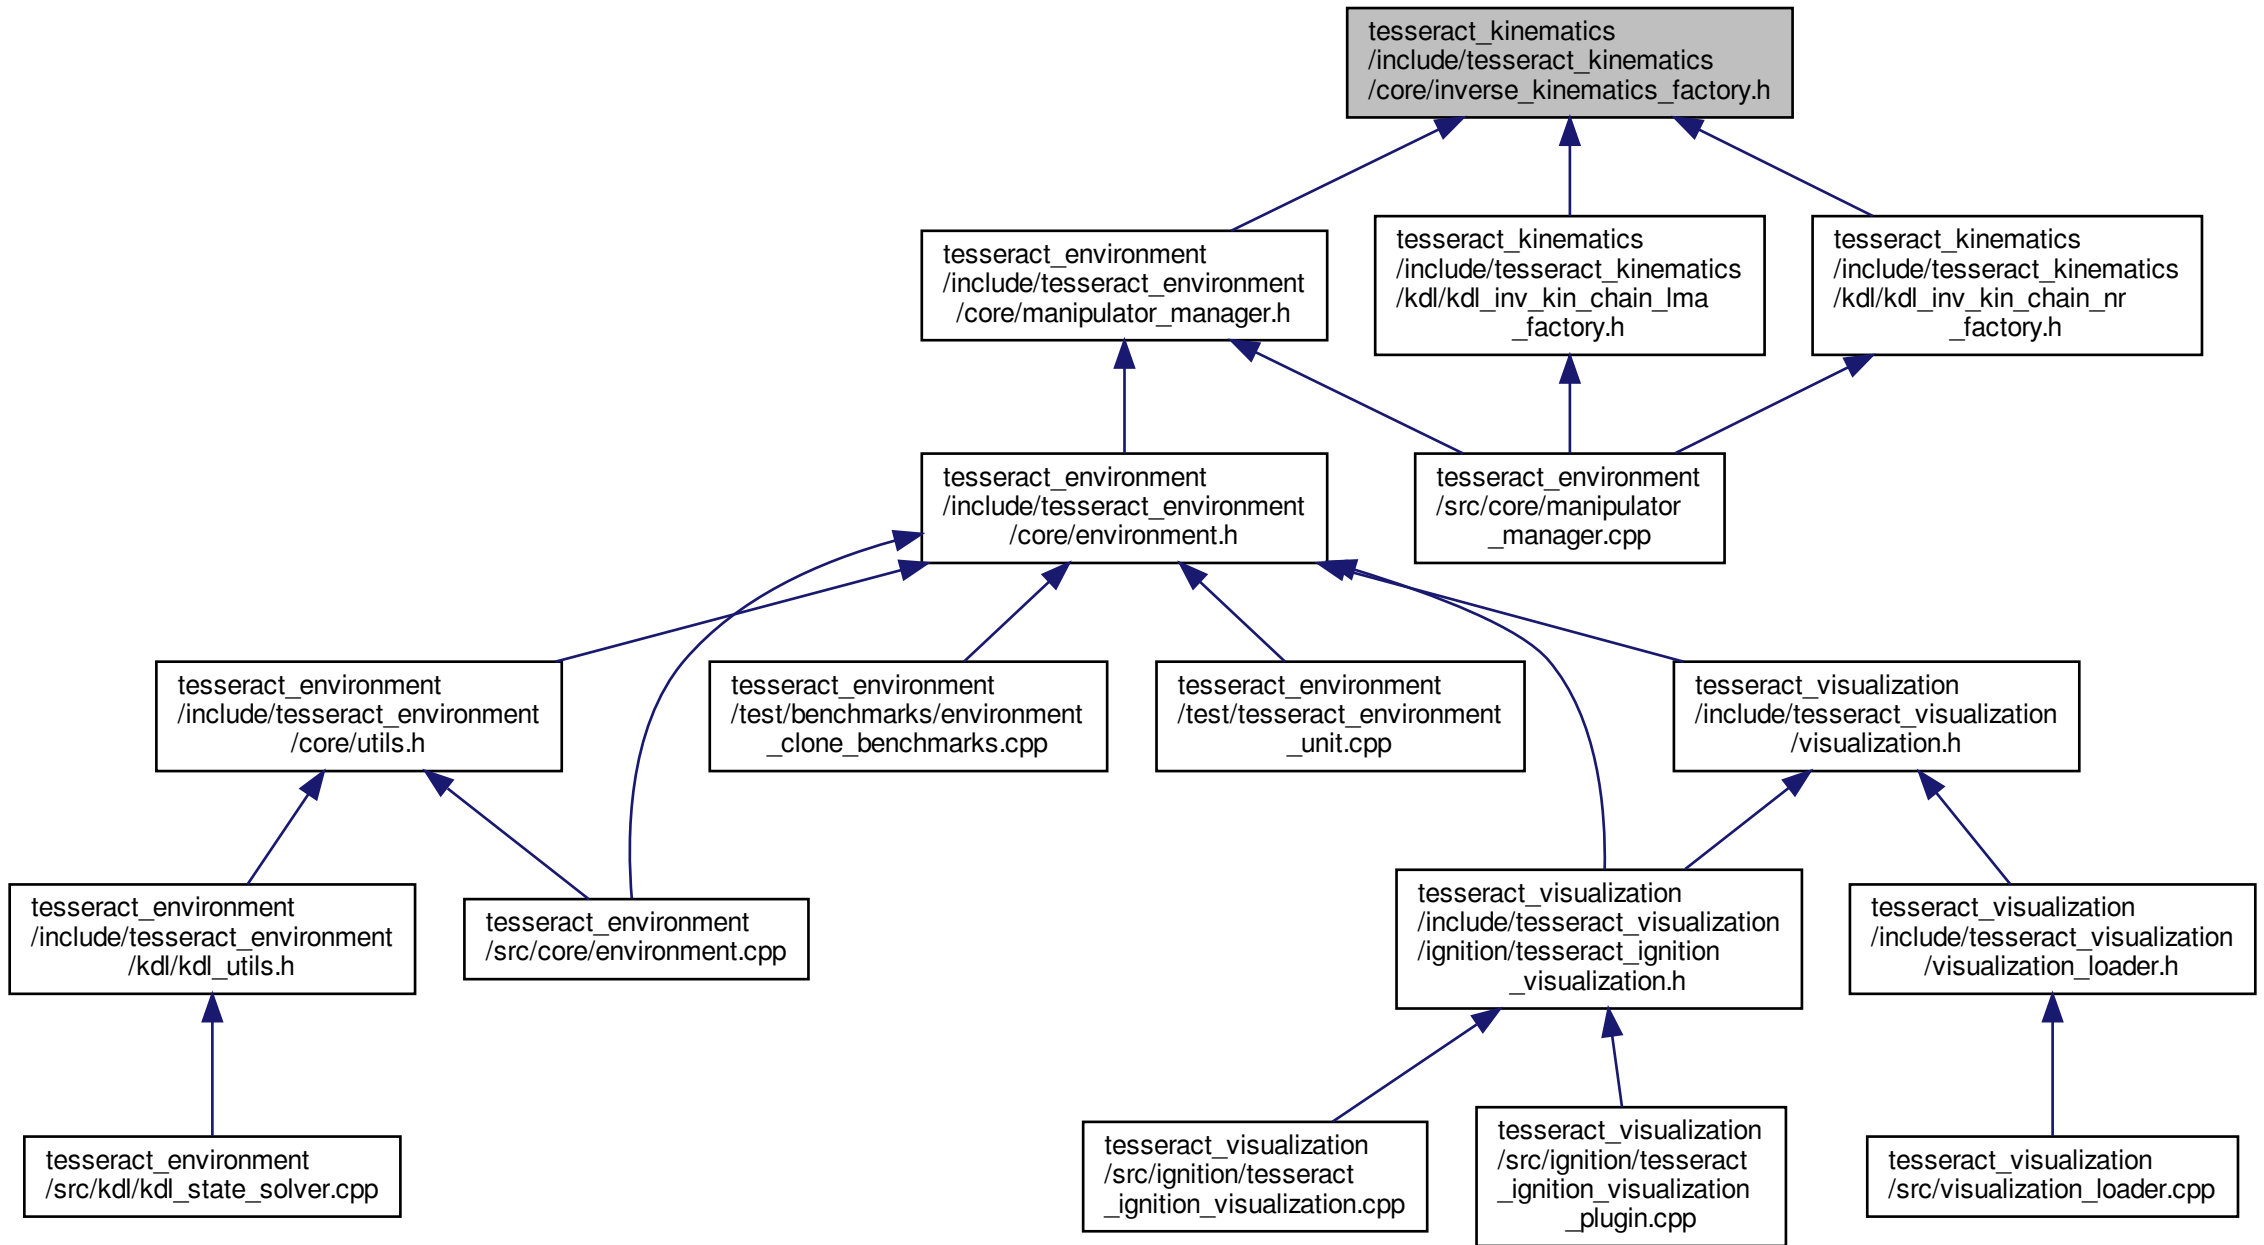 tesseract_kinematics
/include/tesseract_kinematics
/core/inverse_kinematics_factory.h
tesseract_environment
/include/tesseract_environment
/core/manipulator_manager.h
tesseract_kinematics
/include/tesseract_kinematics
/kdl/kdl_inv_kin_chain_lma
_factory.h
tesseract_kinematics
/include/tesseract_kinematics
/kdl/kdl_inv_kin_chain_nr
_factory.h
tesseract_environment
/include/tesseract_environment
/core/environment.h
tesseract_environment
/src/core/manipulator
_manager.cpp
tesseract_environment
/include/tesseract_environment
/core/utils.h
tesseract_environment
/test/benchmarks/environment
_clone_benchmarks.cpp
tesseract_environment
/test/tesseract_environment
_unit.cpp
tesseract_visualization
/include/tesseract_visualization
/visualization.h
tesseract_environment
/include/tesseract_environment
/kdl/kdl_utils.h
tesseract_environment
/src/core/environment.cpp
tesseract_visualization
/include/tesseract_visualization
/ignition/tesseract_ignition
_visualization.h
tesseract_visualization
/include/tesseract_visualization
/visualization_loader.h
tesseract_environment
/src/kdl/kdl_state_solver.cpp
tesseract_visualization
/src/ignition/tesseract
_ignition_visualization.cpp
tesseract_visualization
/src/ignition/tesseract
_ignition_visualization
_plugin.cpp
tesseract_visualization
/src/visualization_loader.cpp